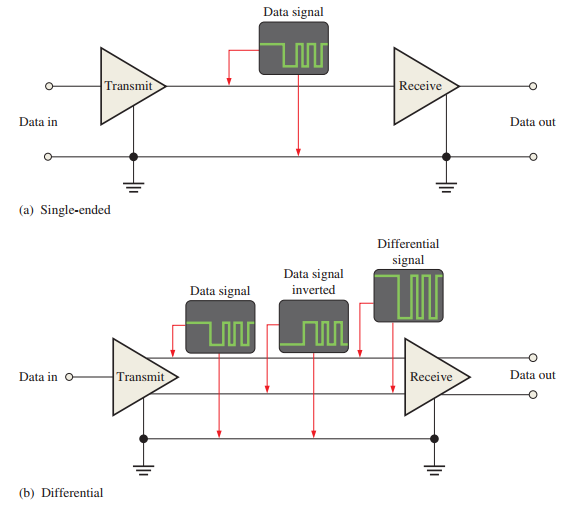 Data signal
Transmit
Receive
Data in
Data out
(a) Single-ended
Differential
signal
Data signal
inverted
Data signal
Data in
Transmit
Receive
Data out
(b) Differential